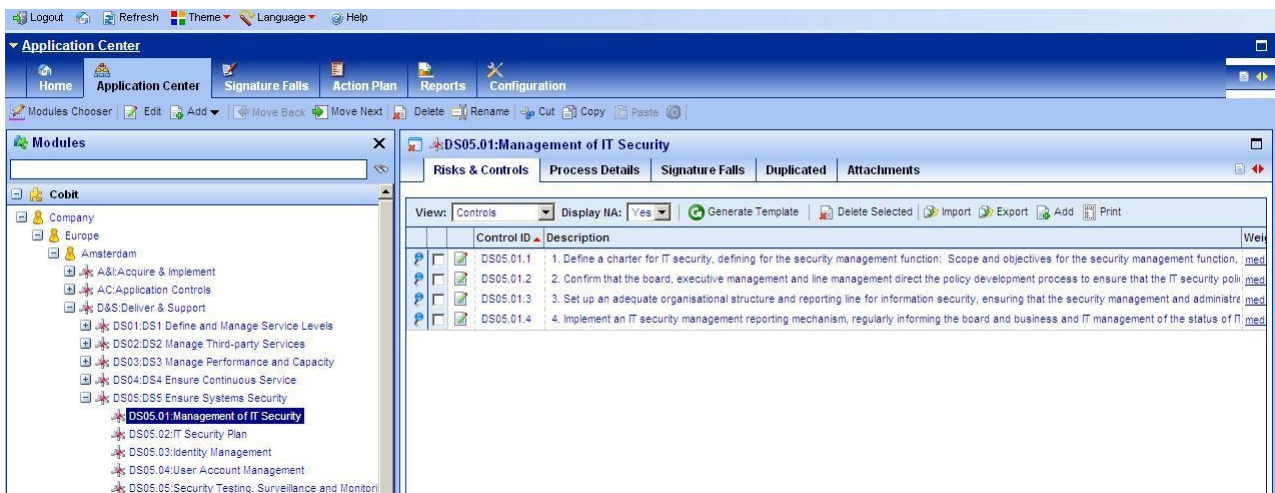 Logout Refresh Theme Language Help
Application Center
Home Application Center Signature Falls Action Plan Reports Configuration
Modules Chooser Edit Add Move Back Move Next Delete Rename Cut Copy Paste
Modules
Cobit
Company
Europe
Amsterdam
A&I:Acquire & Implement
AC:Application Controls
D&S:Deliver & Support
DS01:DS1 Define and Manage Service Levels
DS02:DS2 Manage Third-party Services
DS03:DS3 Manage Performance and Capacity
DS04:DS4 Ensure Continuous Service
DS05:DS5 Ensure Systems Security
DS05.01:Management of IT Security
DS05.02:IT Security Plan
DS05.03:Identity Management
DS05.04:User Account Management
DS05.05:Security Testing, Surveillance and Monitori
DS05.01:Management of IT Security
Risks & Controls Process Details Signature Falls Duplicated Attachments
View: Controls Display NA: Yes Generate Template Delete Selected Import Export Add Print
Control ID Description Wei
DS05.01.1 1. Define a charter for IT security, defining for the security management function: Scope and objectives for the security management function, med
DS05.01.2 2. Confirm that the board, executive management and line management direct the policy development process to ensure that the IT security poli med
DS05.01.3 3. Set up an adequate organisational structure and reporting line for information security, ensuring that the security management and administra med
DS05.01.4 4. Implement an IT security management reporting mechanism, regularly informing the board and business and IT management of the status of IT med